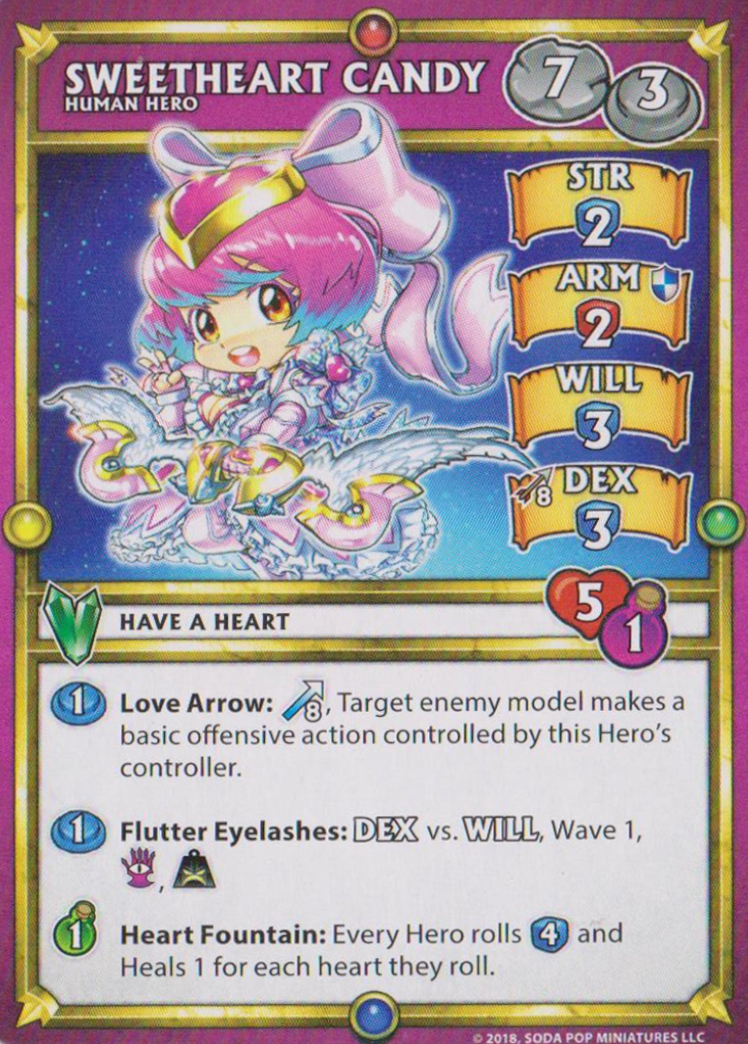 SWEETHEART CANDY
HUMAN HERO
7
3
STR
2
ARM
2
WILL
3
8 DEX
3
5
1
HAVE A HEART
1 Love Arrow: 8, Target enemy model makes a
basic offensive action controlled by this Hero's
controller.
1 Flutter Eyelashes: DEX vs. WILL, Wave 1,
,
1 Heart Fountain: Every Hero rolls 4 and
Heals 1 for each heart they roll.
© 2018, SODA POP MINIATURES LLC